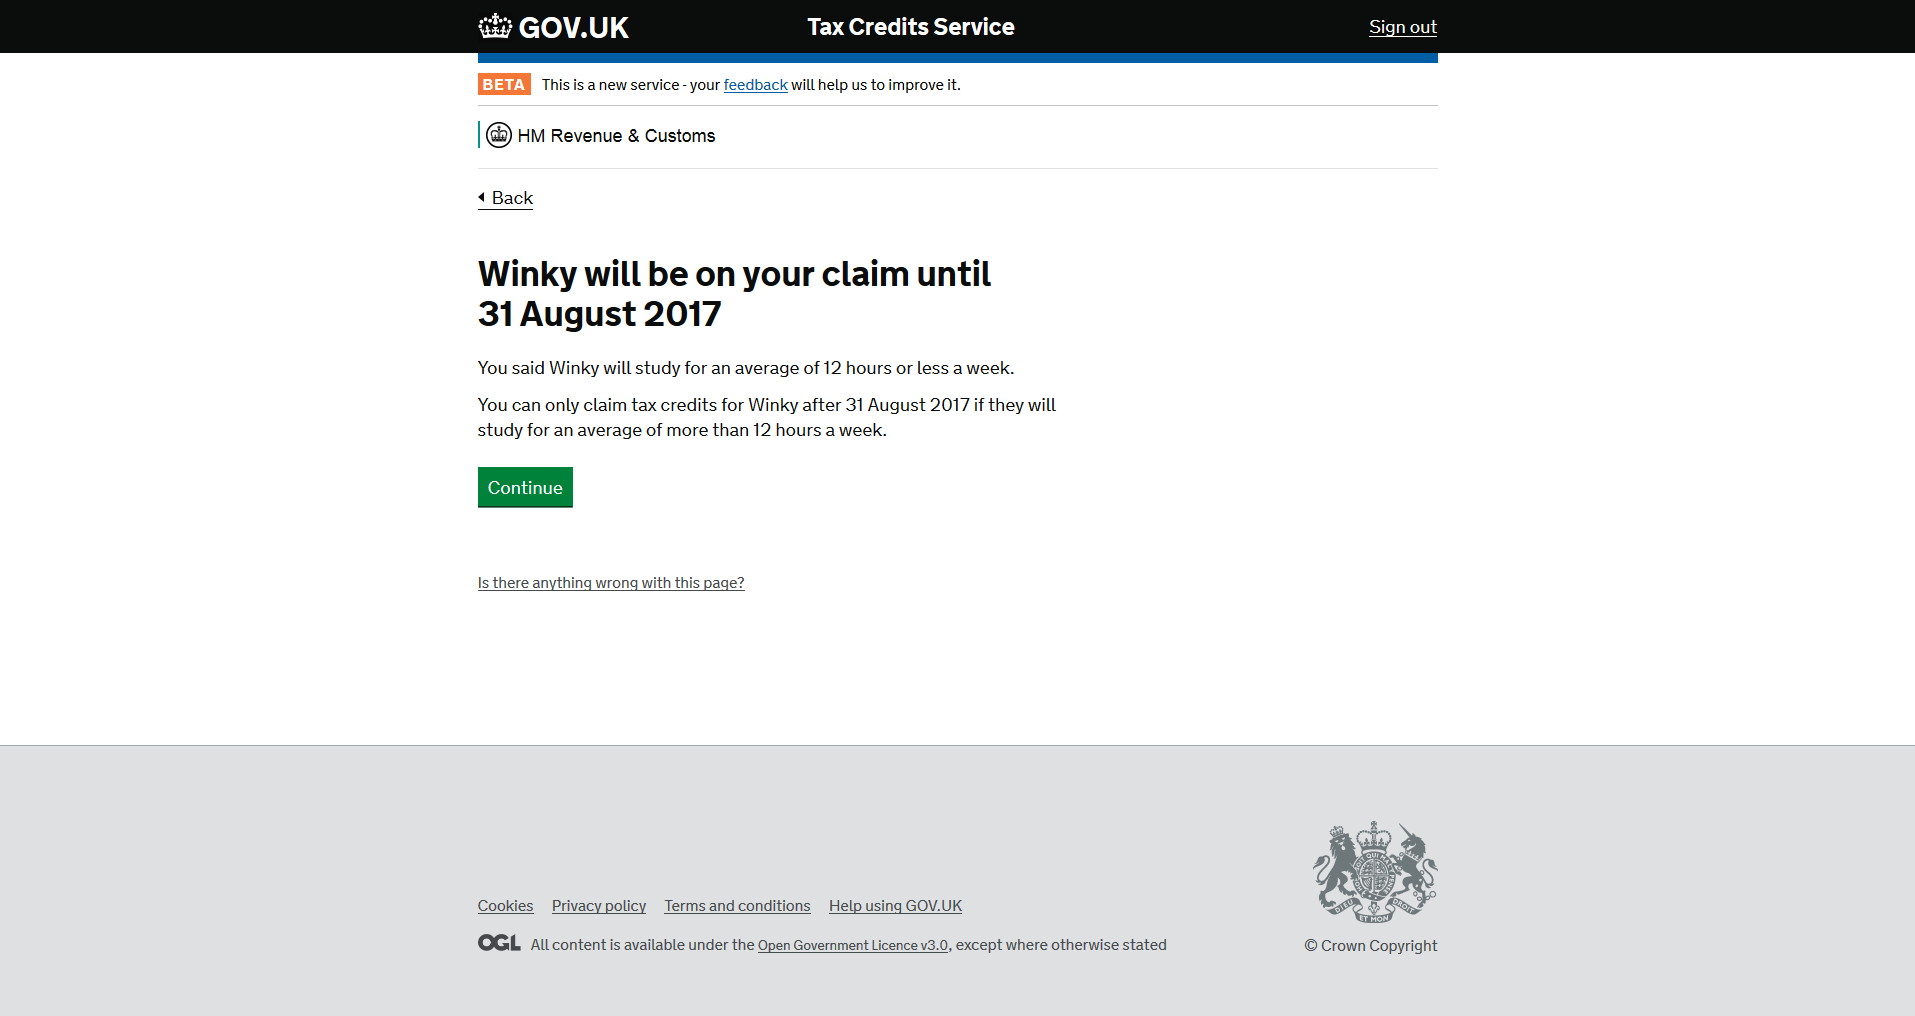 GOV.UK
Tax Credits Service
Sign out
BETA
This is a new service - your feedback will help us to improve it.
HM Revenue & Customs
Back
Winky will be on your claim until
31 August 2017
You said Winky will study for an average of 12 hours or less a week.
You can only claim tax credits for Winky after 31 August 2017 if they will
study for an average of more than 12 hours a week.
Continue
Is there anything wrong with this page?
Cookies
Privacy policy
Terms and conditions
Help using GOV.UK
OGL
All content is available under the Open Government Licence v3.0, except where otherwise stated
DIEU
ET MON
DROIT
© Crown Copyright